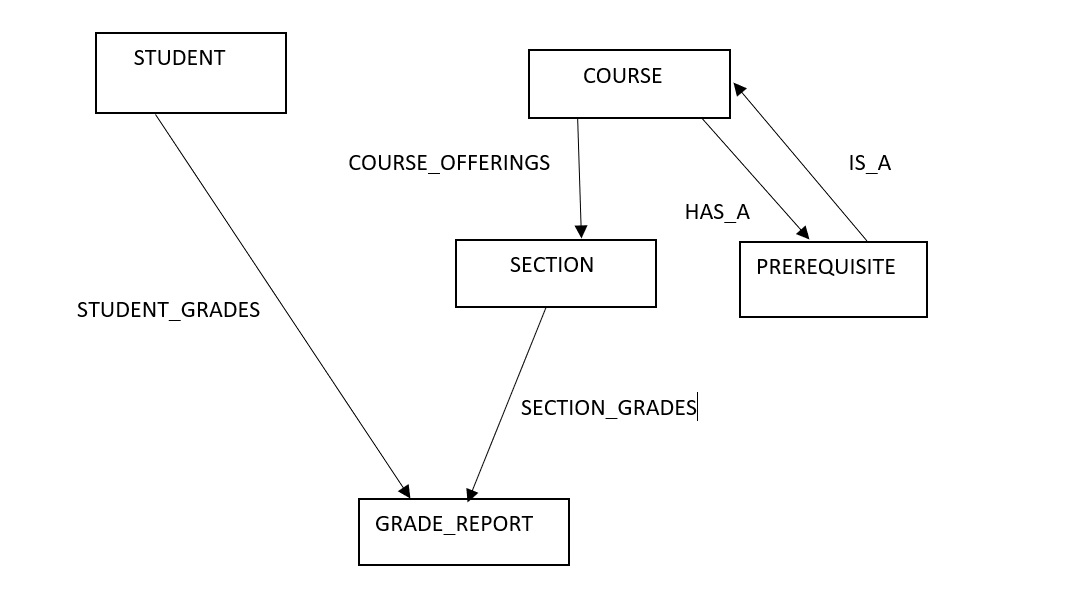 STUDENT
COURSE
COURSE_OFFERINGS
IS_A
HAS_A
SECTION
PREREQUISITE
STUDENT_GRADES
SECTION_GRADES
GRADE_REPORT